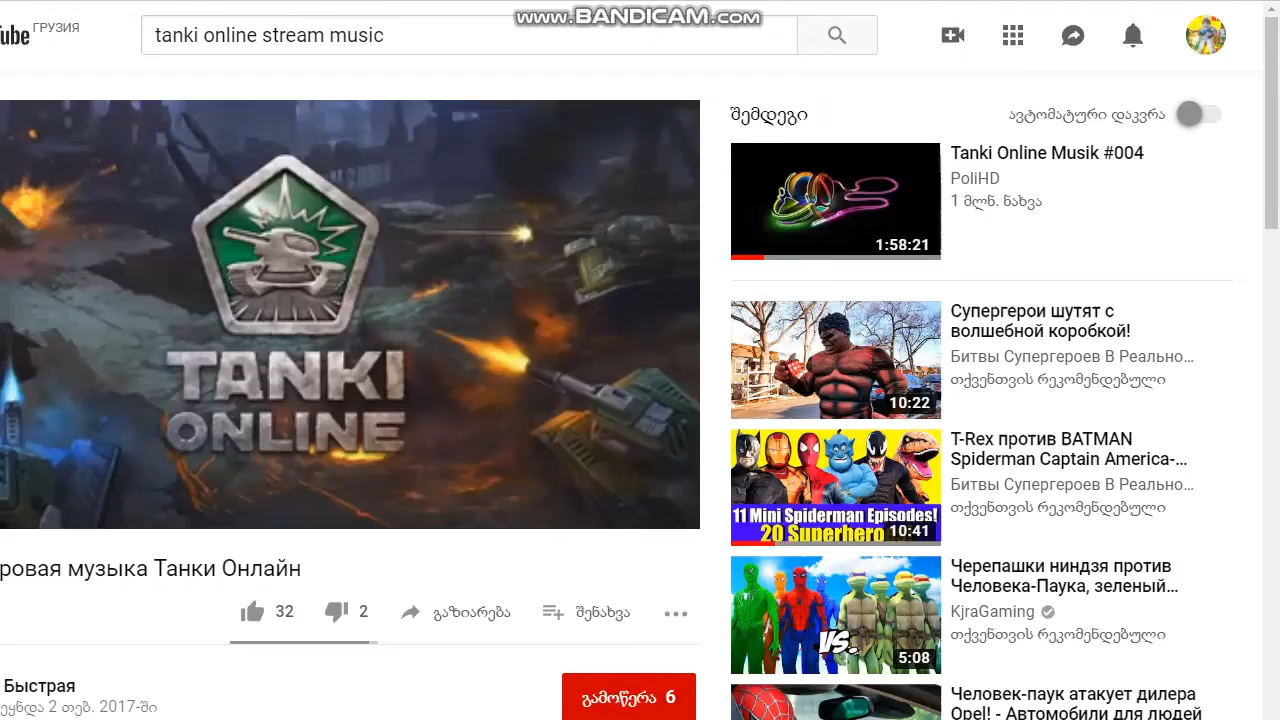 www.BANDICAM.com
ube ГРУЗИЯ
tanki online stream music
TANKI
ONLINE
ровая музыка Танки Онлайн
32
2
გაზიარება
შენახვა
Быстрая
ეყნდა 2 თებ. 2017-ში
გამოწერა 6
შემდეგი
ავტომატური დაკვრა
1:58:21
Tanki Online Musik #004
PoliHD
1 მლნ. ნახვა
10:22
Супергерои шутят с
волшебной коробкой!
Битвы Супергероев В Реально...
თქვენთვის რეკომენდებული
11 Mini Spiderman Episodes!
20 Superhero
10:41
T-Rex против BATMAN
Spiderman Captain America-...
Битвы Супергероев В Реально...
თქვენთვის რეკომენდებული
VS.
5:08
Черепашки ниндзя против
Человека-Паука, зеленый...
KjraGaming
თქვენთვის რეკომენდებული
Человек-паук атакует дилера
Opel! - Автомобили для людей